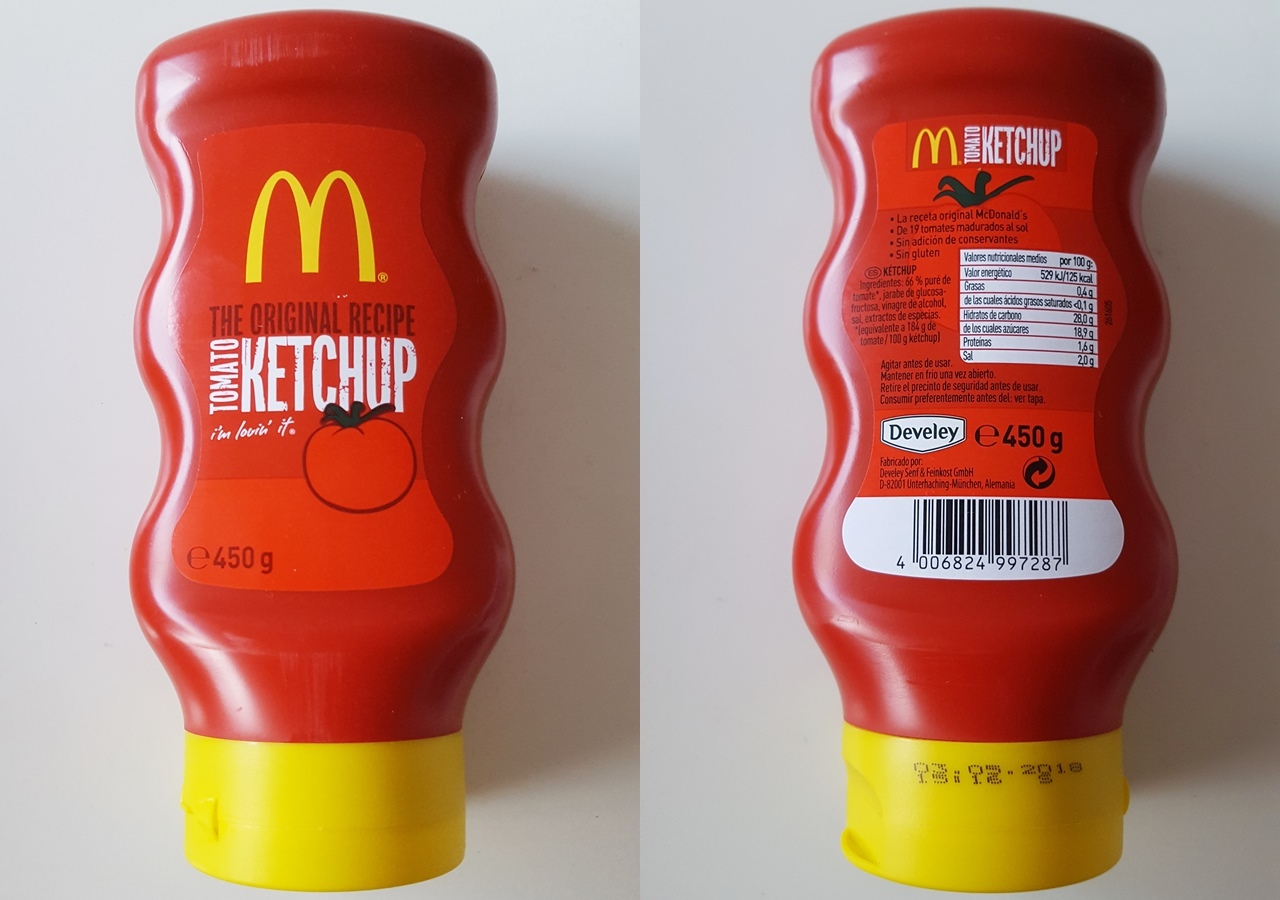 M®
THE ORIGINAL RECIPE
TOMATO
KETCHUP
i'm lovin' it®
e 450 g
M®
TOMATO
KETCHUP
• La receta original McDonald's
• De 19 tomates madurados al sol
• Sin adición de conservantes
• Sin gluten
ES KÉTCHUP
Ingredientes: 66 % puré de
tomate*, jarabe de glucosa-
fructosa, vinagre de alcohol,
sal, extractos de especias.
*(equivalente a 184 g de
tomate / 100 g kétchup)
Valores nutricionales medios por 100 g:
Valor energético 529 kJ/125 kcal
Grasas 0,4 g
de las cuales ácidos grasos saturados <0,1 g
Hidratos de carbono 28,0 g
de los cuales azúcares 18,9 g
Proteínas 1,6 g
Sal 2,0 g
Agitar antes de usar.
Mantener en frío una vez abierto.
Retire el precinto de seguridad antes de usar.
Consumir preferentemente antes del: ver tapa.
Develey e 450 g
Fabricado por:
Develey Senf & Feinkost GmbH
D-82001 Unterhaching-München, Alemania
4 006824 997287
2018